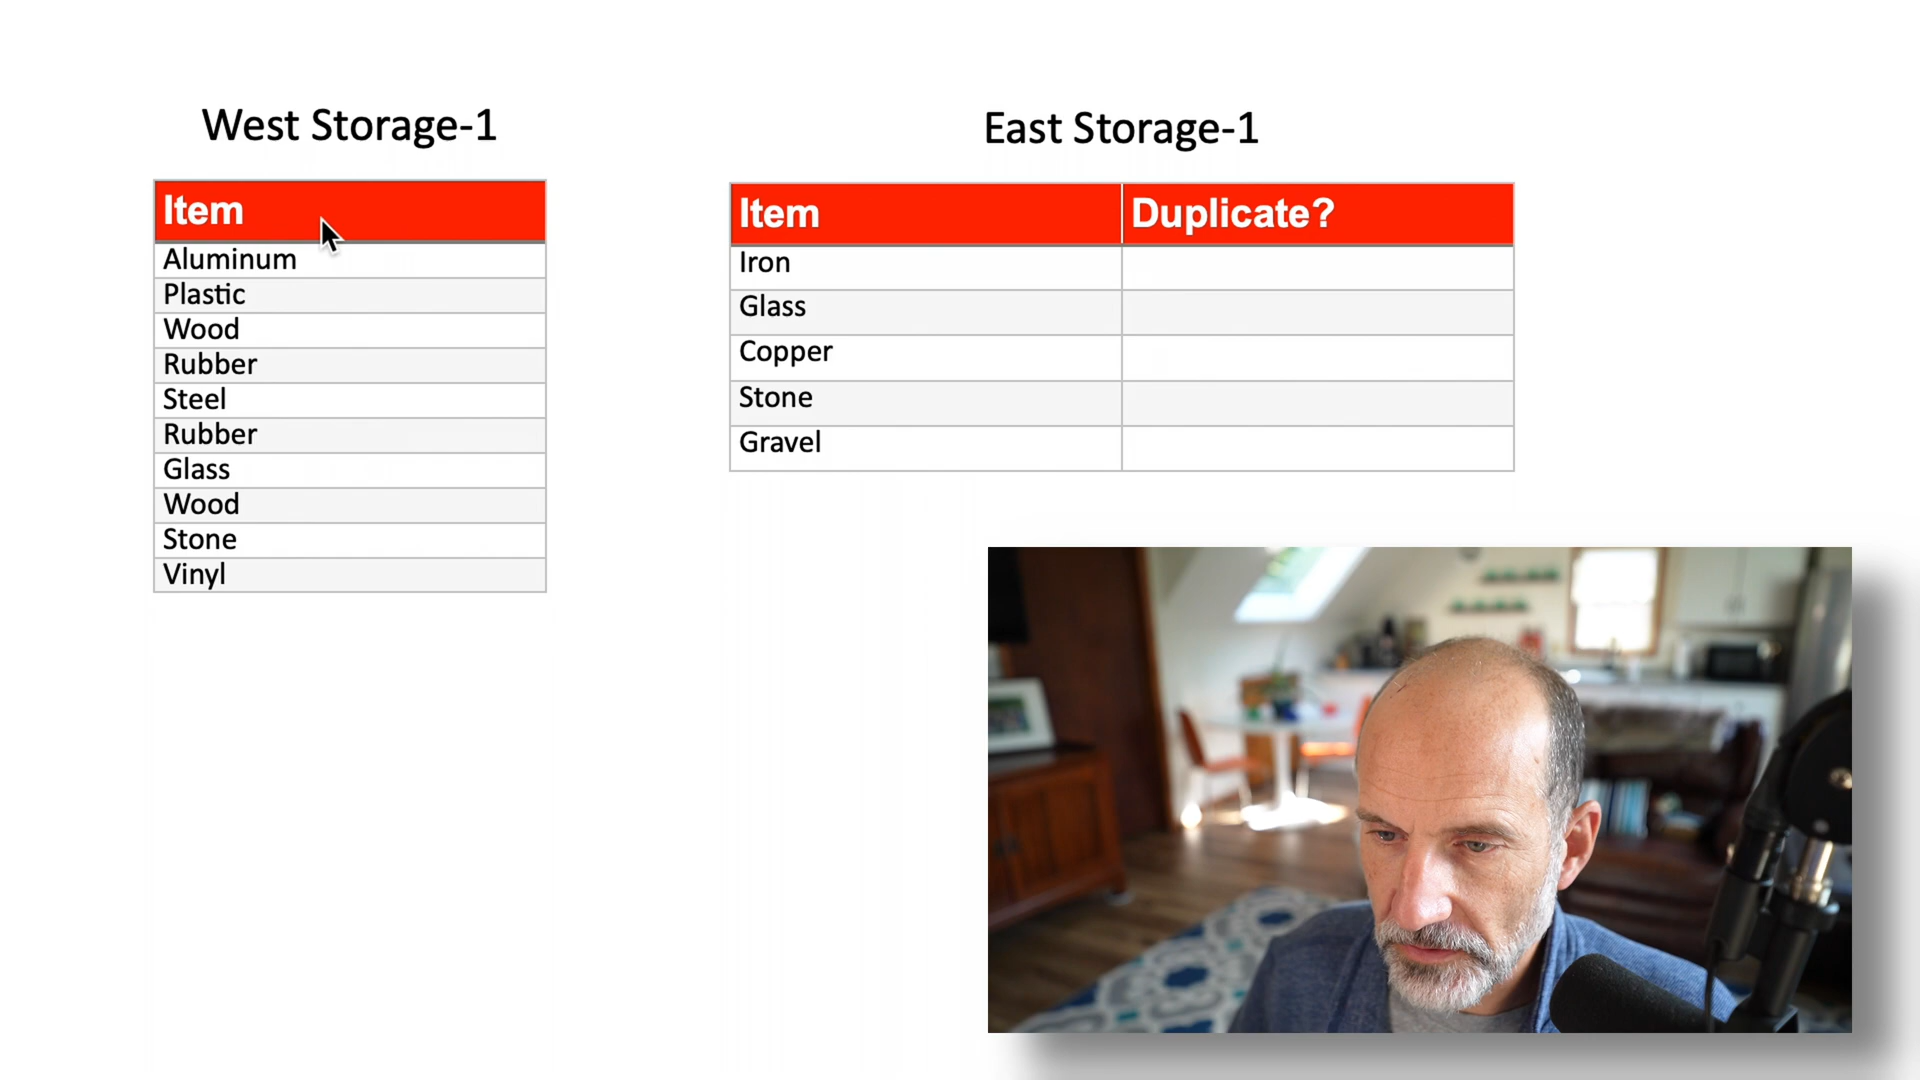 West Storage-1
Item
Aluminum
Plastic
Wood
Rubber
Steel
Rubber
Glass
Wood
Stone
Vinyl
East Storage-1
Item Duplicate?
Iron
Glass
Copper
Stone
Gravel